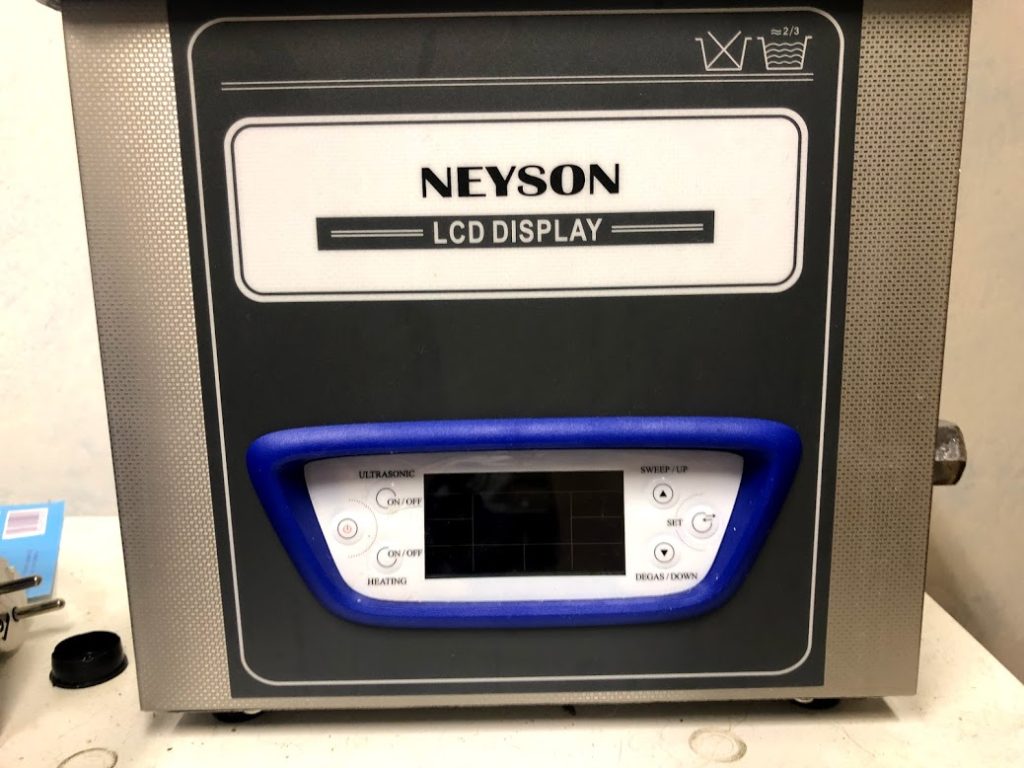 ≈2/3
NEYSON
LCD DISPLAY
ULTRASONIC
ON / OFF
ON / OFF
HEATING
SWEEP / UP
SET
DEGAS / DOWN